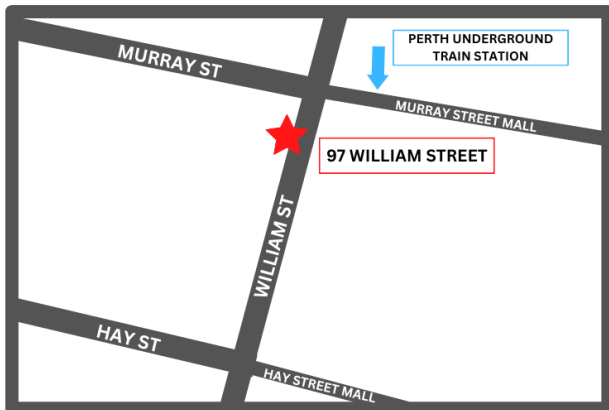 MURRAY ST
PERTH UNDERGROUND
TRAIN STATION
MURRAY STREET MALL
97 WILLIAM STREET
WILLIAM ST
HAY ST
HAY STREET MALL